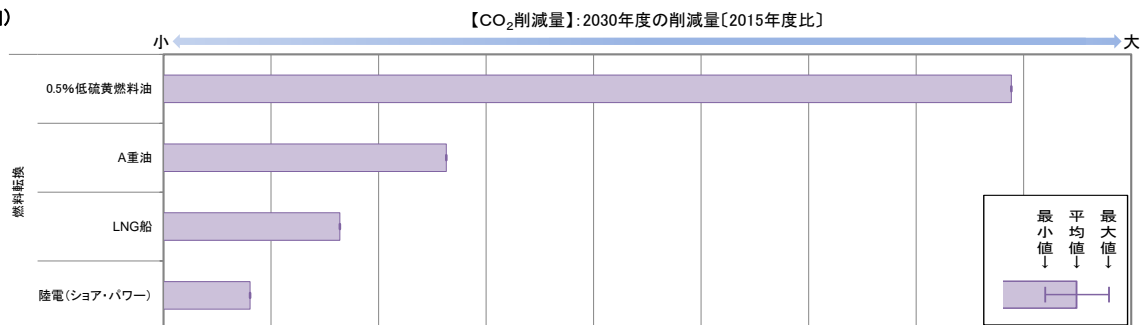 【CO₂削減量】:2030年度の削減量〔2015年度比〕
小
大
燃料転換
0.5%低硫黄燃料油
A重油
LNG船
陸電(ショア・パワー)
最小値↓
平均値↓
最大値↓